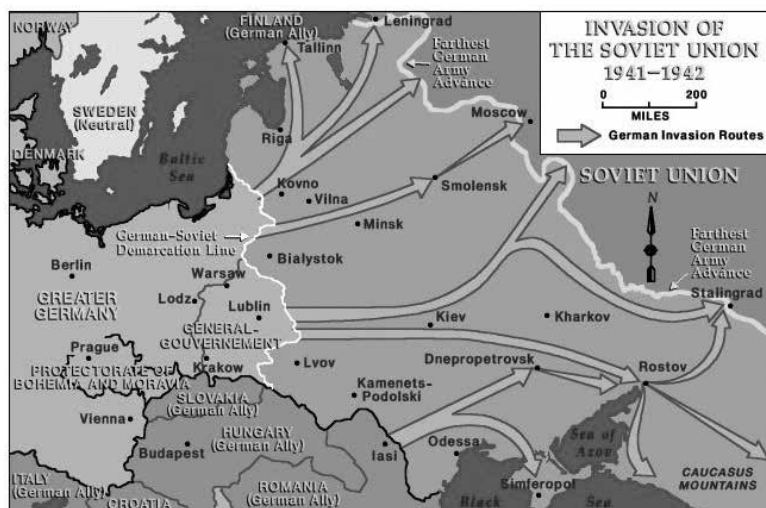 INVASION
OF
THE SOVIET UNION
1941–1942
0 200
MILES
German Invasion Routes
NORWAY
FINLAND
(German Ally)
Leningrad
Tallinn
Farthest
German
Army
Advance
SWEDEN
(Neutral)
Moscow
Riga
DENMARK
Baltic
Sea
SOVIET UNION
Kovno
Vilna
Smolensk
N
Minsk
German-Soviet
Demarcation Line
Farthest
German
Army
Advance
Bialystok
Berlin
Warsaw
Stalingrad
GREATER
GERMANY
Lodz
Lublin
Kiev
Kharkov
GENERAL-
GOUVERNEMENT
Prague
PROTECTORATE OF
BOHEMIA AND MORAVIA
Krakow
Lvov
Dnepropetrovsk
Rostov
Kamenets-
Podolski
SLOVAKIA
(German Ally)
Vienna
HUNGARY
(German Ally)
Budapest
Iasi
Odessa
Sea of
Azov
CAUCASUS
MOUNTAINS
ITALY
(German Ally)
ROMANIA
(German Ally)
Simferopol
CROATIA
Black
Sea